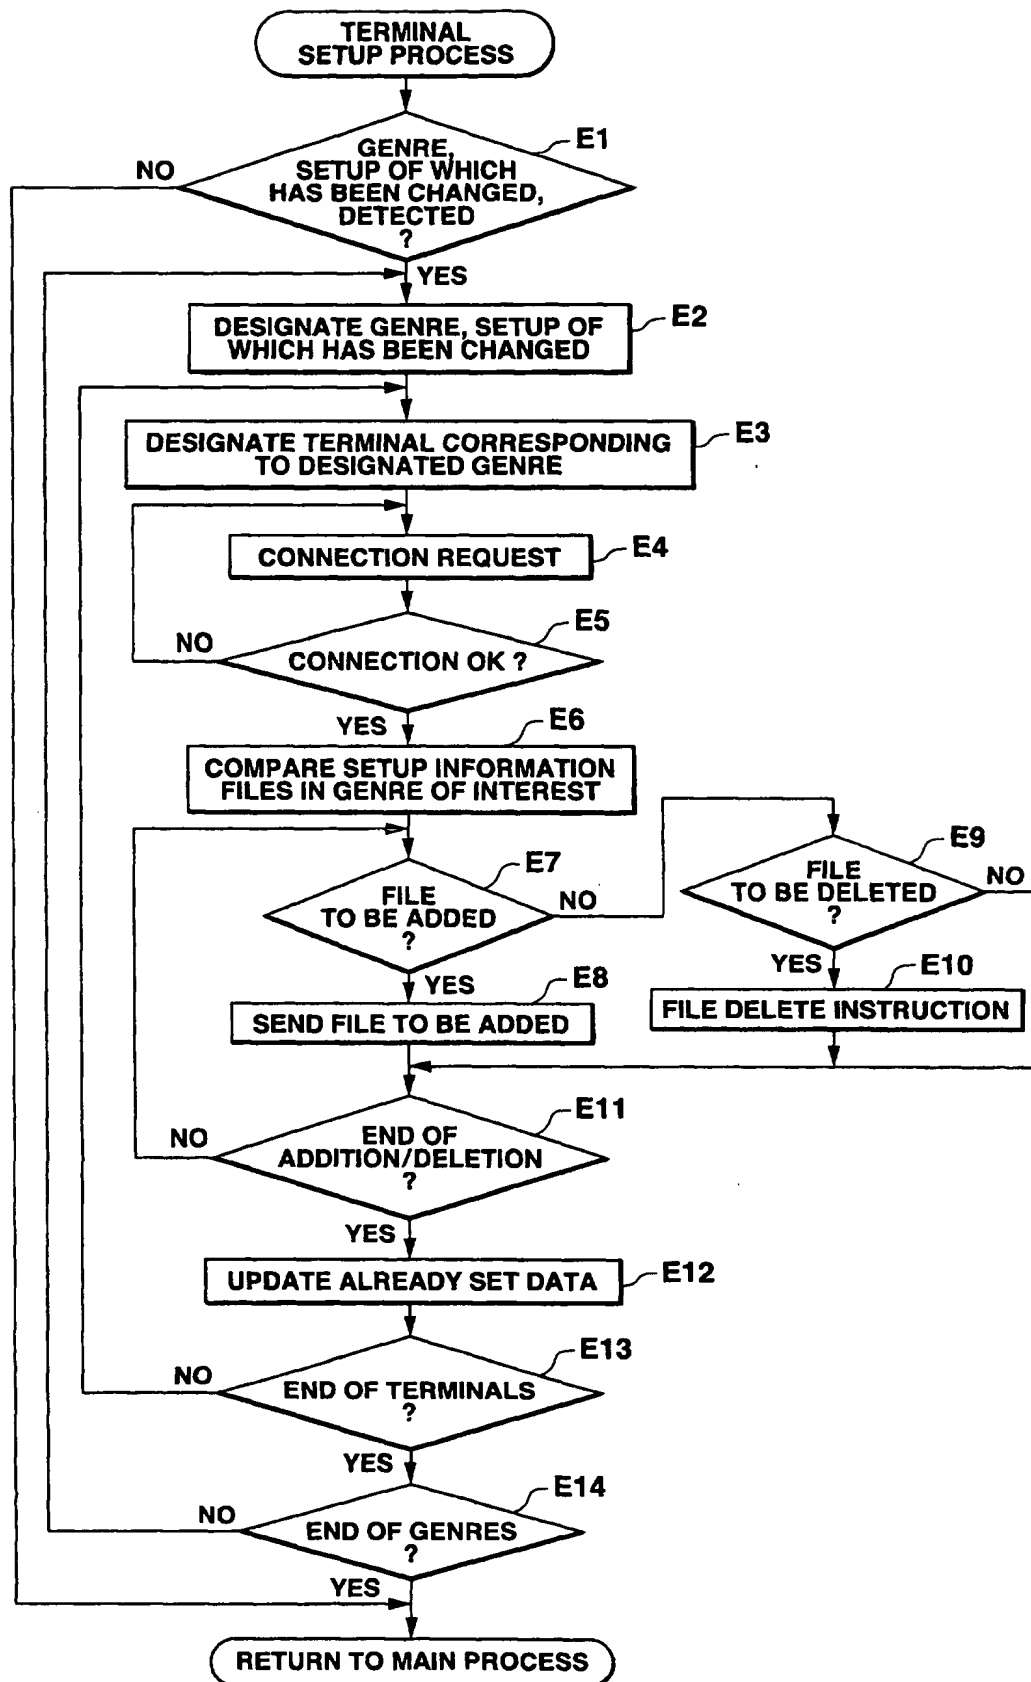 TERMINAL
SETUP PROCESS
E1
GENRE,
SETUP OF WHICH
HAS BEEN CHANGED,
DETECTED
?
NO
YES
E2
DESIGNATE GENRE, SETUP OF
WHICH HAS BEEN CHANGED
E3
DESIGNATE TERMINAL CORRESPONDING
TO DESIGNATED GENRE
E4
CONNECTION REQUEST
E5
NO
CONNECTION OK ?
YES
E6
COMPARE SETUP INFORMATION
FILES IN GENRE OF INTEREST
E7
FILE
TO BE ADDED
?
NO
E9
FILE
TO BE DELETED
?
NO
YES
YES
E8
SEND FILE TO BE ADDED
E10
FILE DELETE INSTRUCTION
E11
NO
END OF
ADDITION/DELETION
?
YES
E12
UPDATE ALREADY SET DATA
E13
NO
END OF TERMINALS
?
YES
E14
NO
END OF GENRES
?
YES
RETURN TO MAIN PROCESS